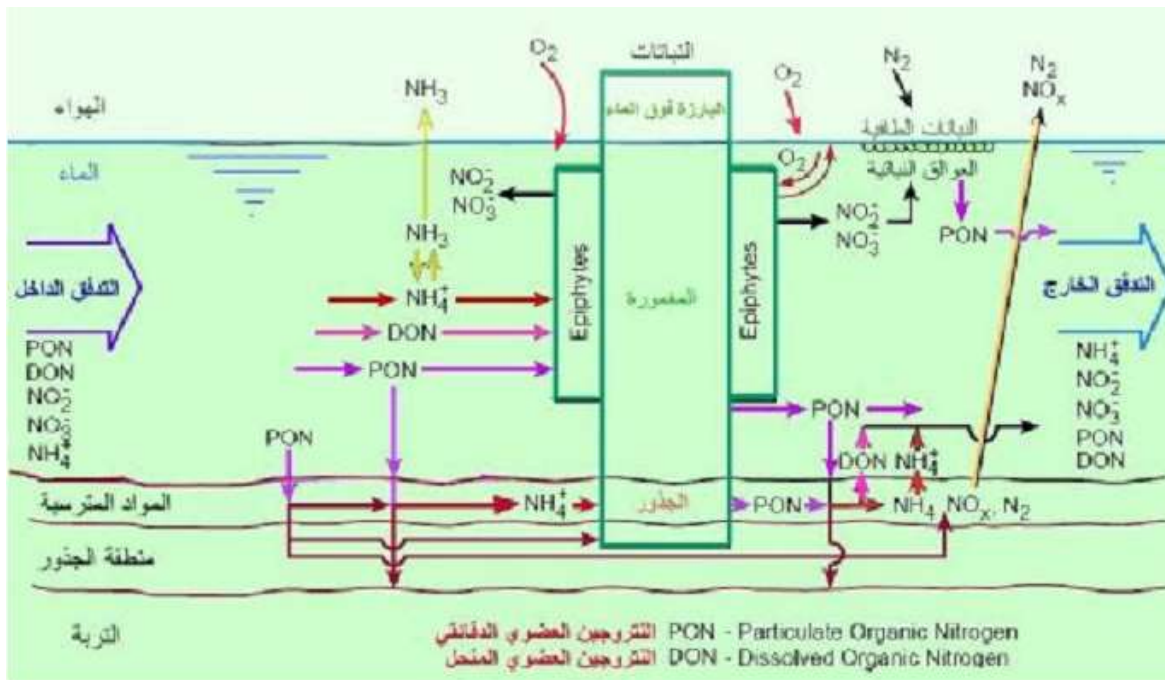 النباتات
O₂
NH₃
البارزة فوق الماء
O₂
N₂
N₂
NOₓ
الهواء
النباتات الطافية
العوالق النباتية
الماء
O₂
NO₂⁻
NO₃⁻
NO₂⁻
NO₃⁻
PON
NH₃
Epiphytes
المغمورة
Epiphytes
التدفق الداخل
التدفق الخارج
NH₄⁺
DON
PON
PON
DON
NO₂⁻
NO₃⁻
NH₄⁺
NH₄⁺
NO₂⁻
NO₃⁻
PON
DON
PON
PON
DON
NH₄⁺
المواد المترسبة
NH₄⁺
الجذور
PON
NH₄
NOₓ, N₂
منطقة الجذور
التربة
النتروجين العضوي الدقائقي PON - Particulate Organic Nitrogen
النتروجين العضوي المنحل DON - Dissolved Organic Nitrogen